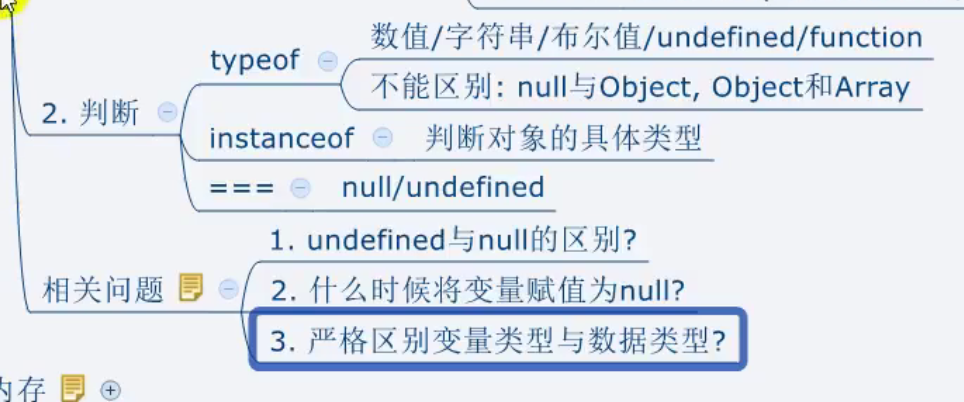 typeof
数值/字符串/布尔值/undefined/function
不能区别: null与Object, Object和Array
2. 判断
instanceof
判断对象的具体类型
===
null/undefined
相关问题
1. undefined与null的区别?
2. 什么时候将变量赋值为null?
3. 严格区别变量类型与数据类型?
内存